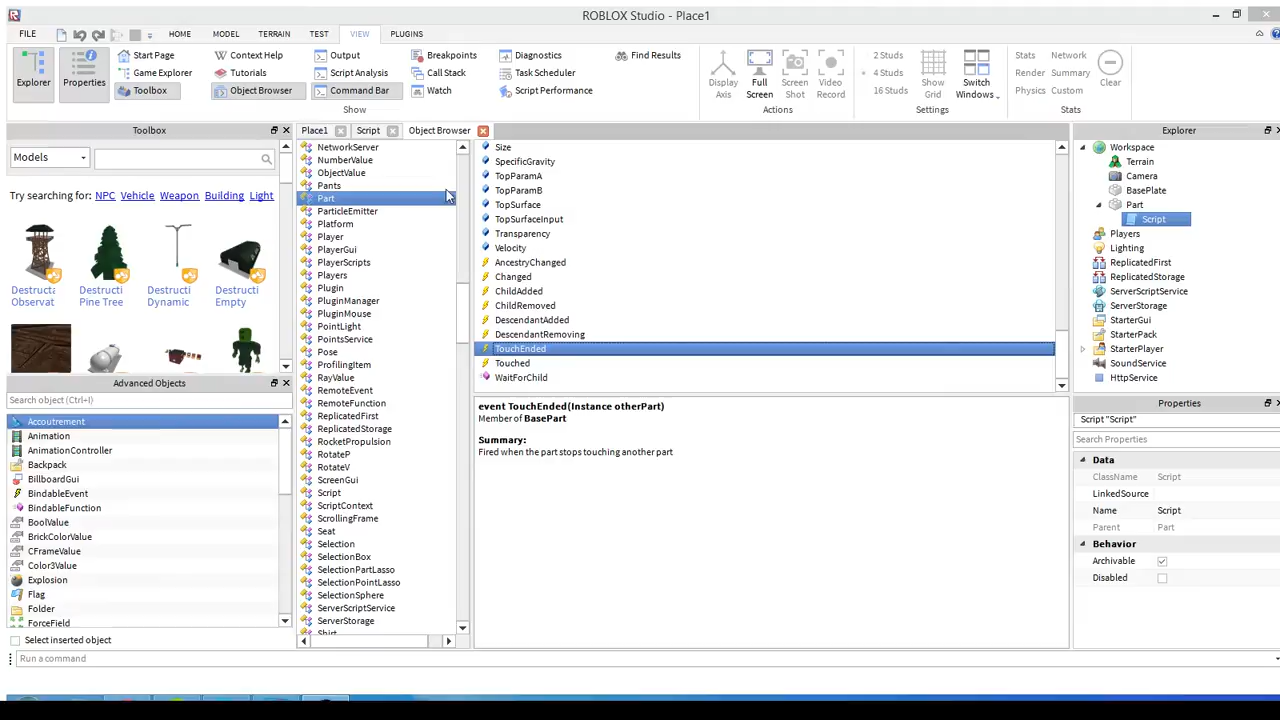 ROBLOX Studio - Place1
FILE
HOME
MODEL
TERRAIN
TEST
VIEW
PLUGINS
Explorer
Properties
Start Page
Game Explorer
Toolbox
Context Help
Tutorials
Object Browser
Output
Script Analysis
Command Bar
Breakpoints
Call Stack
Watch
Diagnostics
Task Scheduler
Script Performance
Find Results
Show
Display Axis
Full Screen
Screen Shot
Video Record
Actions
2 Studs
4 Studs
16 Studs
Show Grid
Switch Windows
Settings
Stats
Network
Render
Summary
Physics
Custom
Clear
Stats
Toolbox
Models
Try searching for: NPC Vehicle Weapon Building Light
Destructa Observat
Destructi Pine Tree
Destructi Dynamic
Destructi Empty
Advanced Objects
Search object (Ctrl+I)
Accoutrement
Animation
AnimationController
Backpack
BillboardGui
BindableEvent
BindableFunction
BoolValue
BrickColorValue
CFrameValue
Color3Value
Explosion
Flag
Folder
ForceField
Select inserted object
Run a command
Place1
Script
Object Browser
NetworkServer
NumberValue
ObjectValue
Pants
Part
ParticleEmitter
Platform
Player
PlayerGui
PlayerScripts
Players
Plugin
PluginManager
PluginMouse
PointLight
PointsService
Pose
ProfilingItem
RayValue
RemoteEvent
RemoteFunction
ReplicatedFirst
ReplicatedStorage
RocketPropulsion
RotateP
RotateV
ScreenGui
Script
ScriptContext
ScrollingFrame
Seat
Selection
SelectionBox
SelectionPartLasso
SelectionPointLasso
SelectionSphere
ServerScriptService
ServerStorage
Shirt
Size
SpecificGravity
TopParamA
TopParamB
TopSurface
TopSurfaceInput
Transparency
Velocity
AncestryChanged
Changed
ChildAdded
ChildRemoved
DescendantAdded
DescendantRemoving
TouchEnded
Touched
WaitForChild
event TouchEnded(Instance otherPart)
Member of BasePart
Summary:
Fired when the part stops touching another part
Explorer
Workspace
Terrain
Camera
BasePlate
Part
Script
Players
Lighting
ReplicatedFirst
ReplicatedStorage
ServerScriptService
ServerStorage
StarterGui
StarterPack
StarterPlayer
SoundService
HttpService
Properties
Script "Script"
Search Properties
Data
ClassName Script
LinkedSource
Name Script
Parent Part
Behavior
Archivable
Disabled